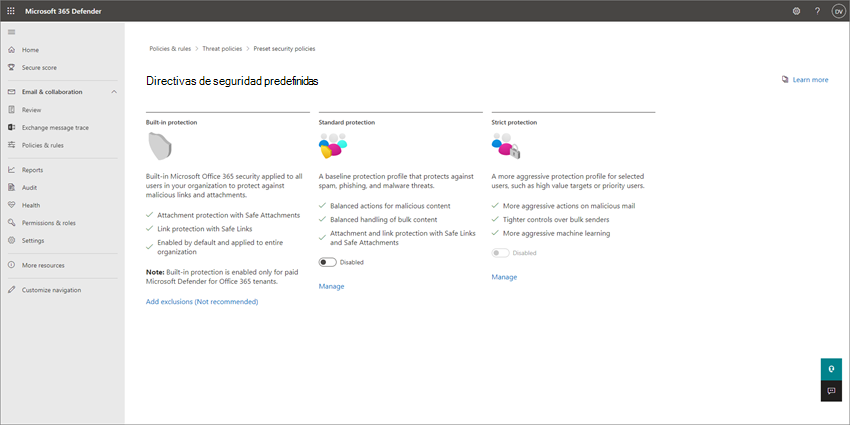 Microsoft 365 Defender
?
DV
Home
Secure score
Email & collaboration
Review
Exchange message trace
Policies & rules
Reports
Audit
Health
Permissions & roles
Settings
More resources
Customize navigation
Policies & rules > Threat policies > Preset security policies
Directivas de seguridad predefinidas
Learn more
Built-in protection
Built-in Microsoft Office 365 security applied to all
users in your organization to protect against
malicious links and attachments.
Attachment protection with Safe Attachments
Link protection with Safe Links
Enabled by default and applied to entire
organization
Note: Built-in protection is enabled only for paid
Microsoft Defender for Office 365 tenants.
Add exclusions (Not recommended)
Standard protection
A baseline protection profile that protects against
spam, phishing, and malware threats.
Balanced actions for malicious content
Balanced handling of bulk content
Attachment and link protection with Safe Links
and Safe Attachments
Disabled
Manage
Strict protection
A more aggressive protection profile for selected
users, such as high value targets or priority users.
More aggressive actions on malicious mail
Tighter controls over bulk senders
More aggressive machine learning
Disabled
Manage